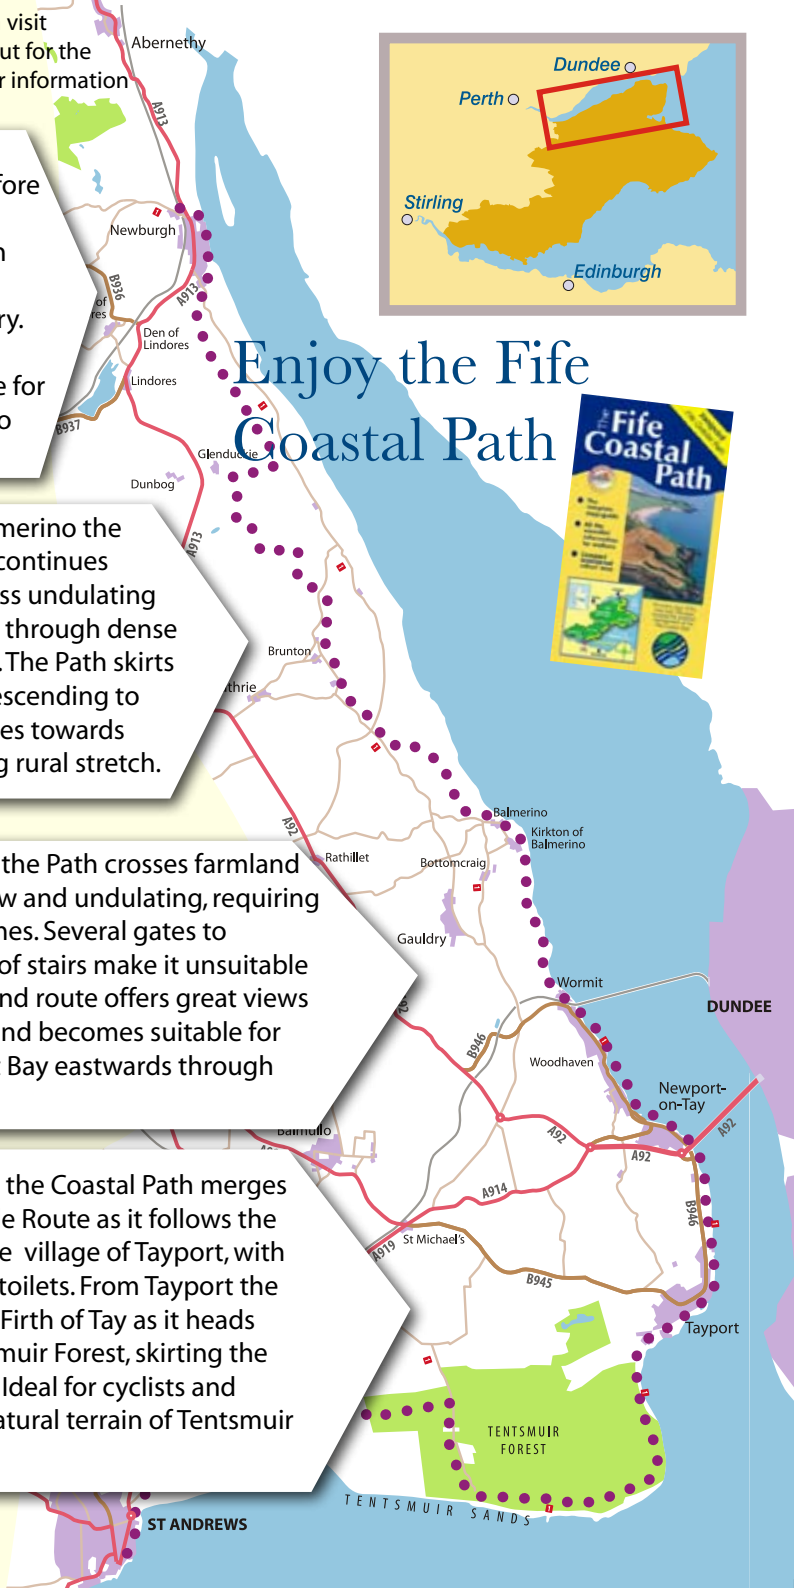 visit
ut for the
r information
Abernethy
A913
Dundee
Perth
Stirling
Edinburgh
fore
n
ry.
e for
o
Newburgh
B936
of
res
A913
Den of
Lindores
Lindores
B937
Enjoy the Fife
Coastal Path
The
Fife
Coastal
Path
Glenduckie
Dunbog
A913
merino the
continues
ss undulating
through dense
. The Path skirts
escending to
es towards
g rural stretch.
Brunton
thrie
A92
Balmerino
Kirkton of
Balmerino
Rathillet
Bottomcraig
Gauldry
the Path crosses farmland
w and undulating, requiring
nes. Several gates to
of stairs make it unsuitable
nd route offers great views
nd becomes suitable for
t Bay eastwards through
Wormit
DUNDEE
92
B946
Woodhaven
Newport-
on-Tay
A92
A92
A92
Balmullo
A914
B946
St Michael's
A919
B945
Tayport
the Coastal Path merges
e Route as it follows the
e village of Tayport, with
toilets. From Tayport the
Firth of Tay as it heads
muir Forest, skirting the
Ideal for cyclists and
atural terrain of Tentsmuir
TENTSMUIR
FOREST
TENTSMUIR SANDS
ST ANDREWS